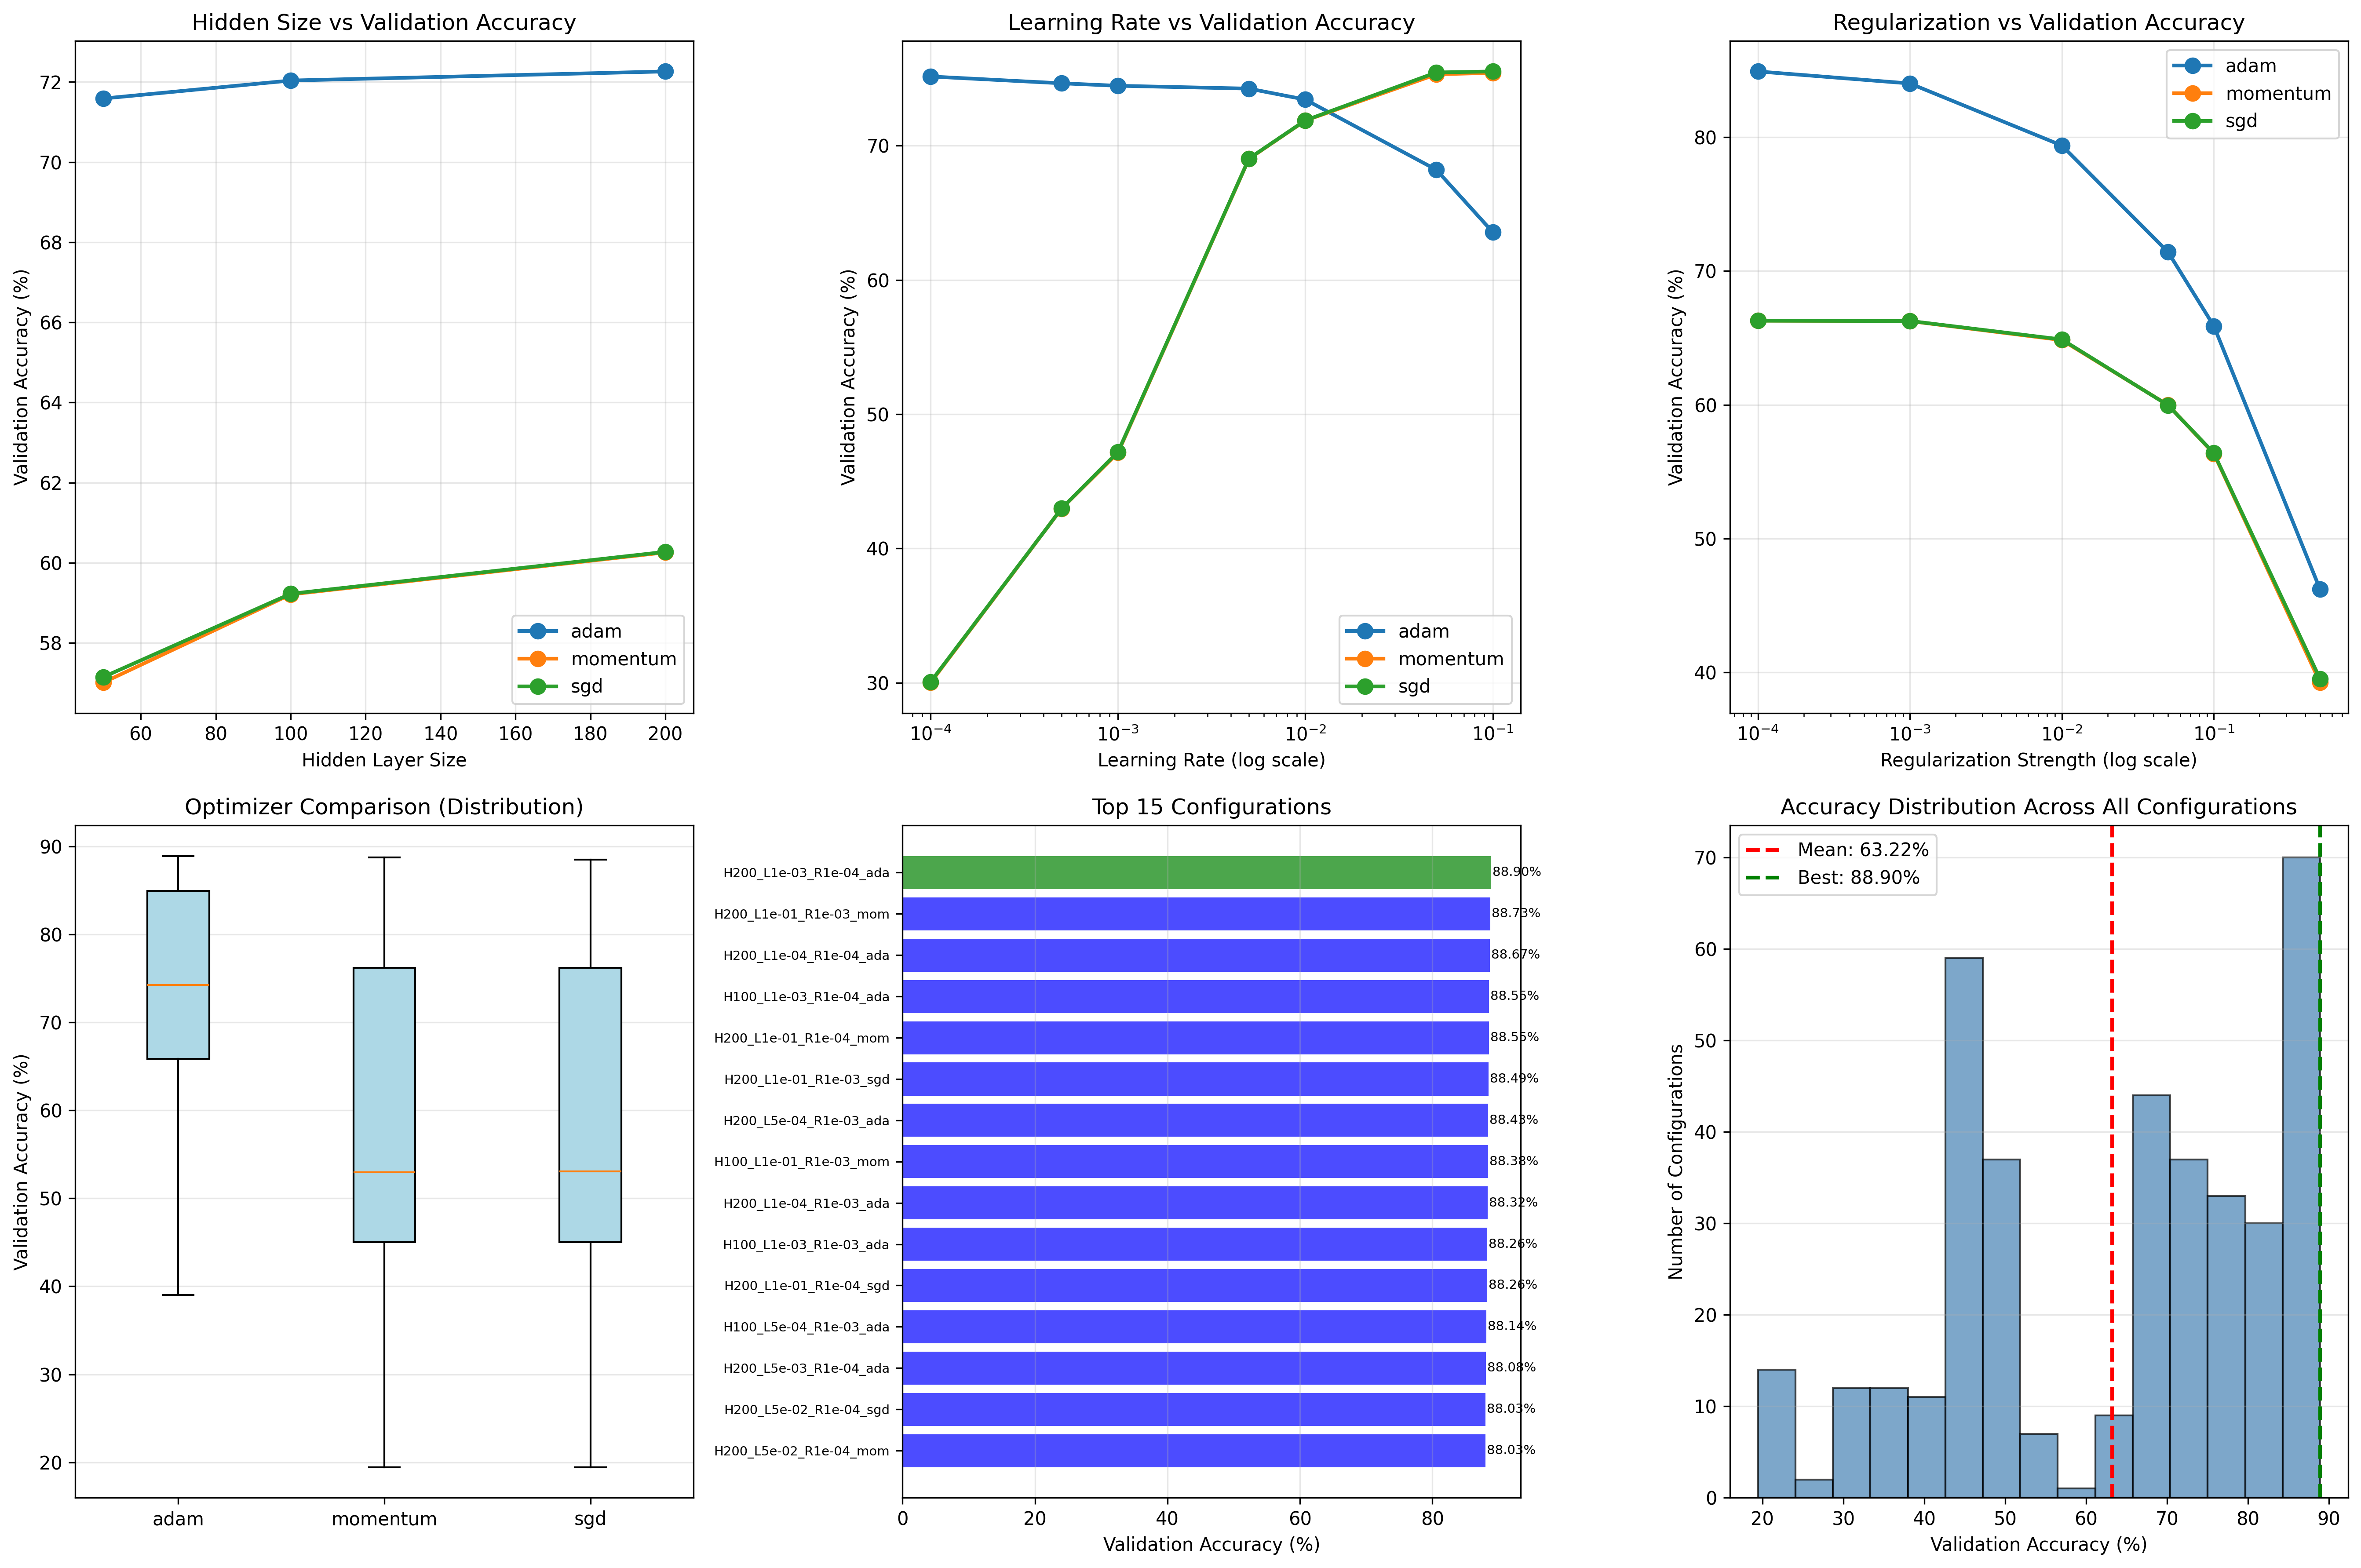 Hidden Size vs Validation Accuracy
Validation Accuracy (%)
72
70
68
66
64
62
60
58
adam
momentum
sgd
60 80 100 120 140 160 180 200
Hidden Layer Size
Learning Rate vs Validation Accuracy
Validation Accuracy (%)
70
60
50
40
30
adam
momentum
sgd
10⁻⁴ 10⁻³ 10⁻² 10⁻¹
Learning Rate (log scale)
Regularization vs Validation Accuracy
Validation Accuracy (%)
80
70
60
50
40
adam
momentum
sgd
10⁻⁴ 10⁻³ 10⁻² 10⁻¹
Regularization Strength (log scale)
Optimizer Comparison (Distribution)
Validation Accuracy (%)
90
80
70
60
50
40
30
20
adam momentum sgd
Top 15 Configurations
H200_L1e-03_R1e-04_ada 88.90%
H200_L1e-01_R1e-03_mom 88.73%
H200_L1e-04_R1e-04_ada 88.67%
H100_L1e-03_R1e-04_ada 88.55%
H200_L1e-01_R1e-04_mom 88.55%
H200_L1e-01_R1e-03_sgd 88.49%
H200_L5e-04_R1e-03_ada 88.43%
H100_L1e-01_R1e-03_mom 88.38%
H200_L1e-04_R1e-03_ada 88.32%
H100_L1e-03_R1e-03_ada 88.26%
H200_L1e-01_R1e-04_sgd 88.26%
H100_L5e-04_R1e-03_ada 88.14%
H200_L5e-03_R1e-04_ada 88.08%
H200_L5e-02_R1e-04_sgd 88.03%
H200_L5e-02_R1e-04_mom 88.03%
0 20 40 60 80
Validation Accuracy (%)
Accuracy Distribution Across All Configurations
Number of Configurations
70
60
50
40
30
20
10
0
Mean: 63.22%
Best: 88.90%
20 30 40 50 60 70 80 90
Validation Accuracy (%)